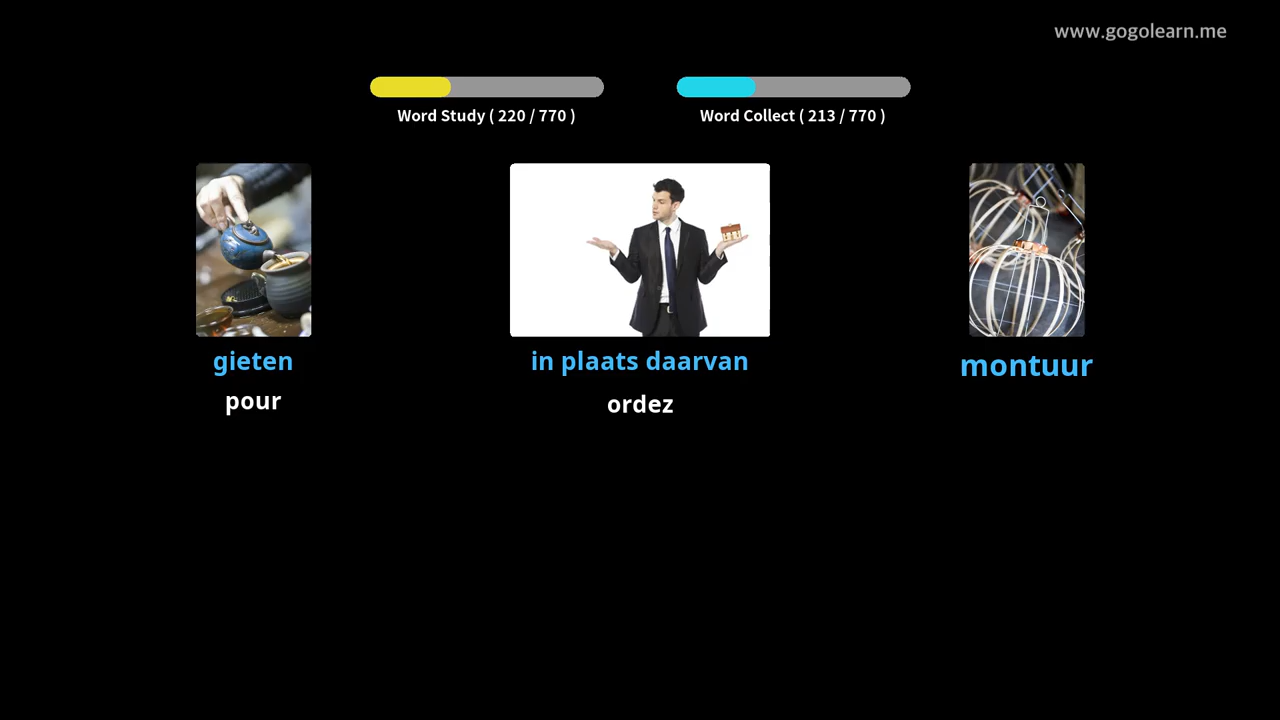 www.gogolearn.me
Word Study ( 220 / 770 )
Word Collect ( 213 / 770 )
gieten
in plaats daarvan
montuur
pour
ordez